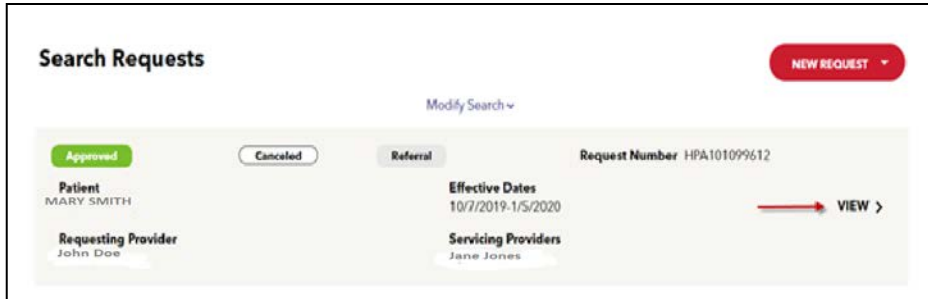 Search Requests
NEW REQUEST
Modify Search
Approved Canceled Referral Request Number HPA101099612
Patient Effective Dates
MARY SMITH 10/7/2019-1/5/2020
VIEW
Requesting Provider Servicing Providers
John Doe Jane Jones